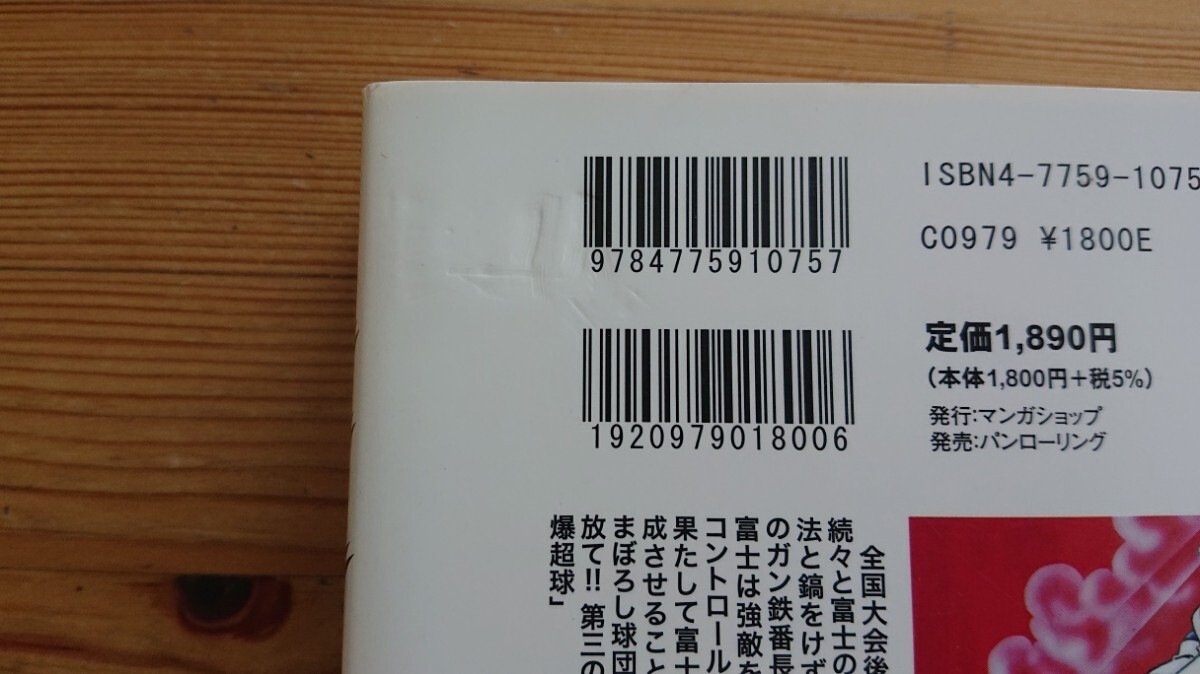 9784775910757
ISBN4-7759-1075
C0979 ¥1800E
1920979018006
定価1,890円
（本体1,800円＋税5%）
発行:マンガショップ
発売:パンローリング
全国大会後
続々と富士の
法と鎬をけず
のガン鉄番長
富士は強敵を
コントロール
果たして富士
成させること
まぼろし球団
放て!! 第三の
爆超球」